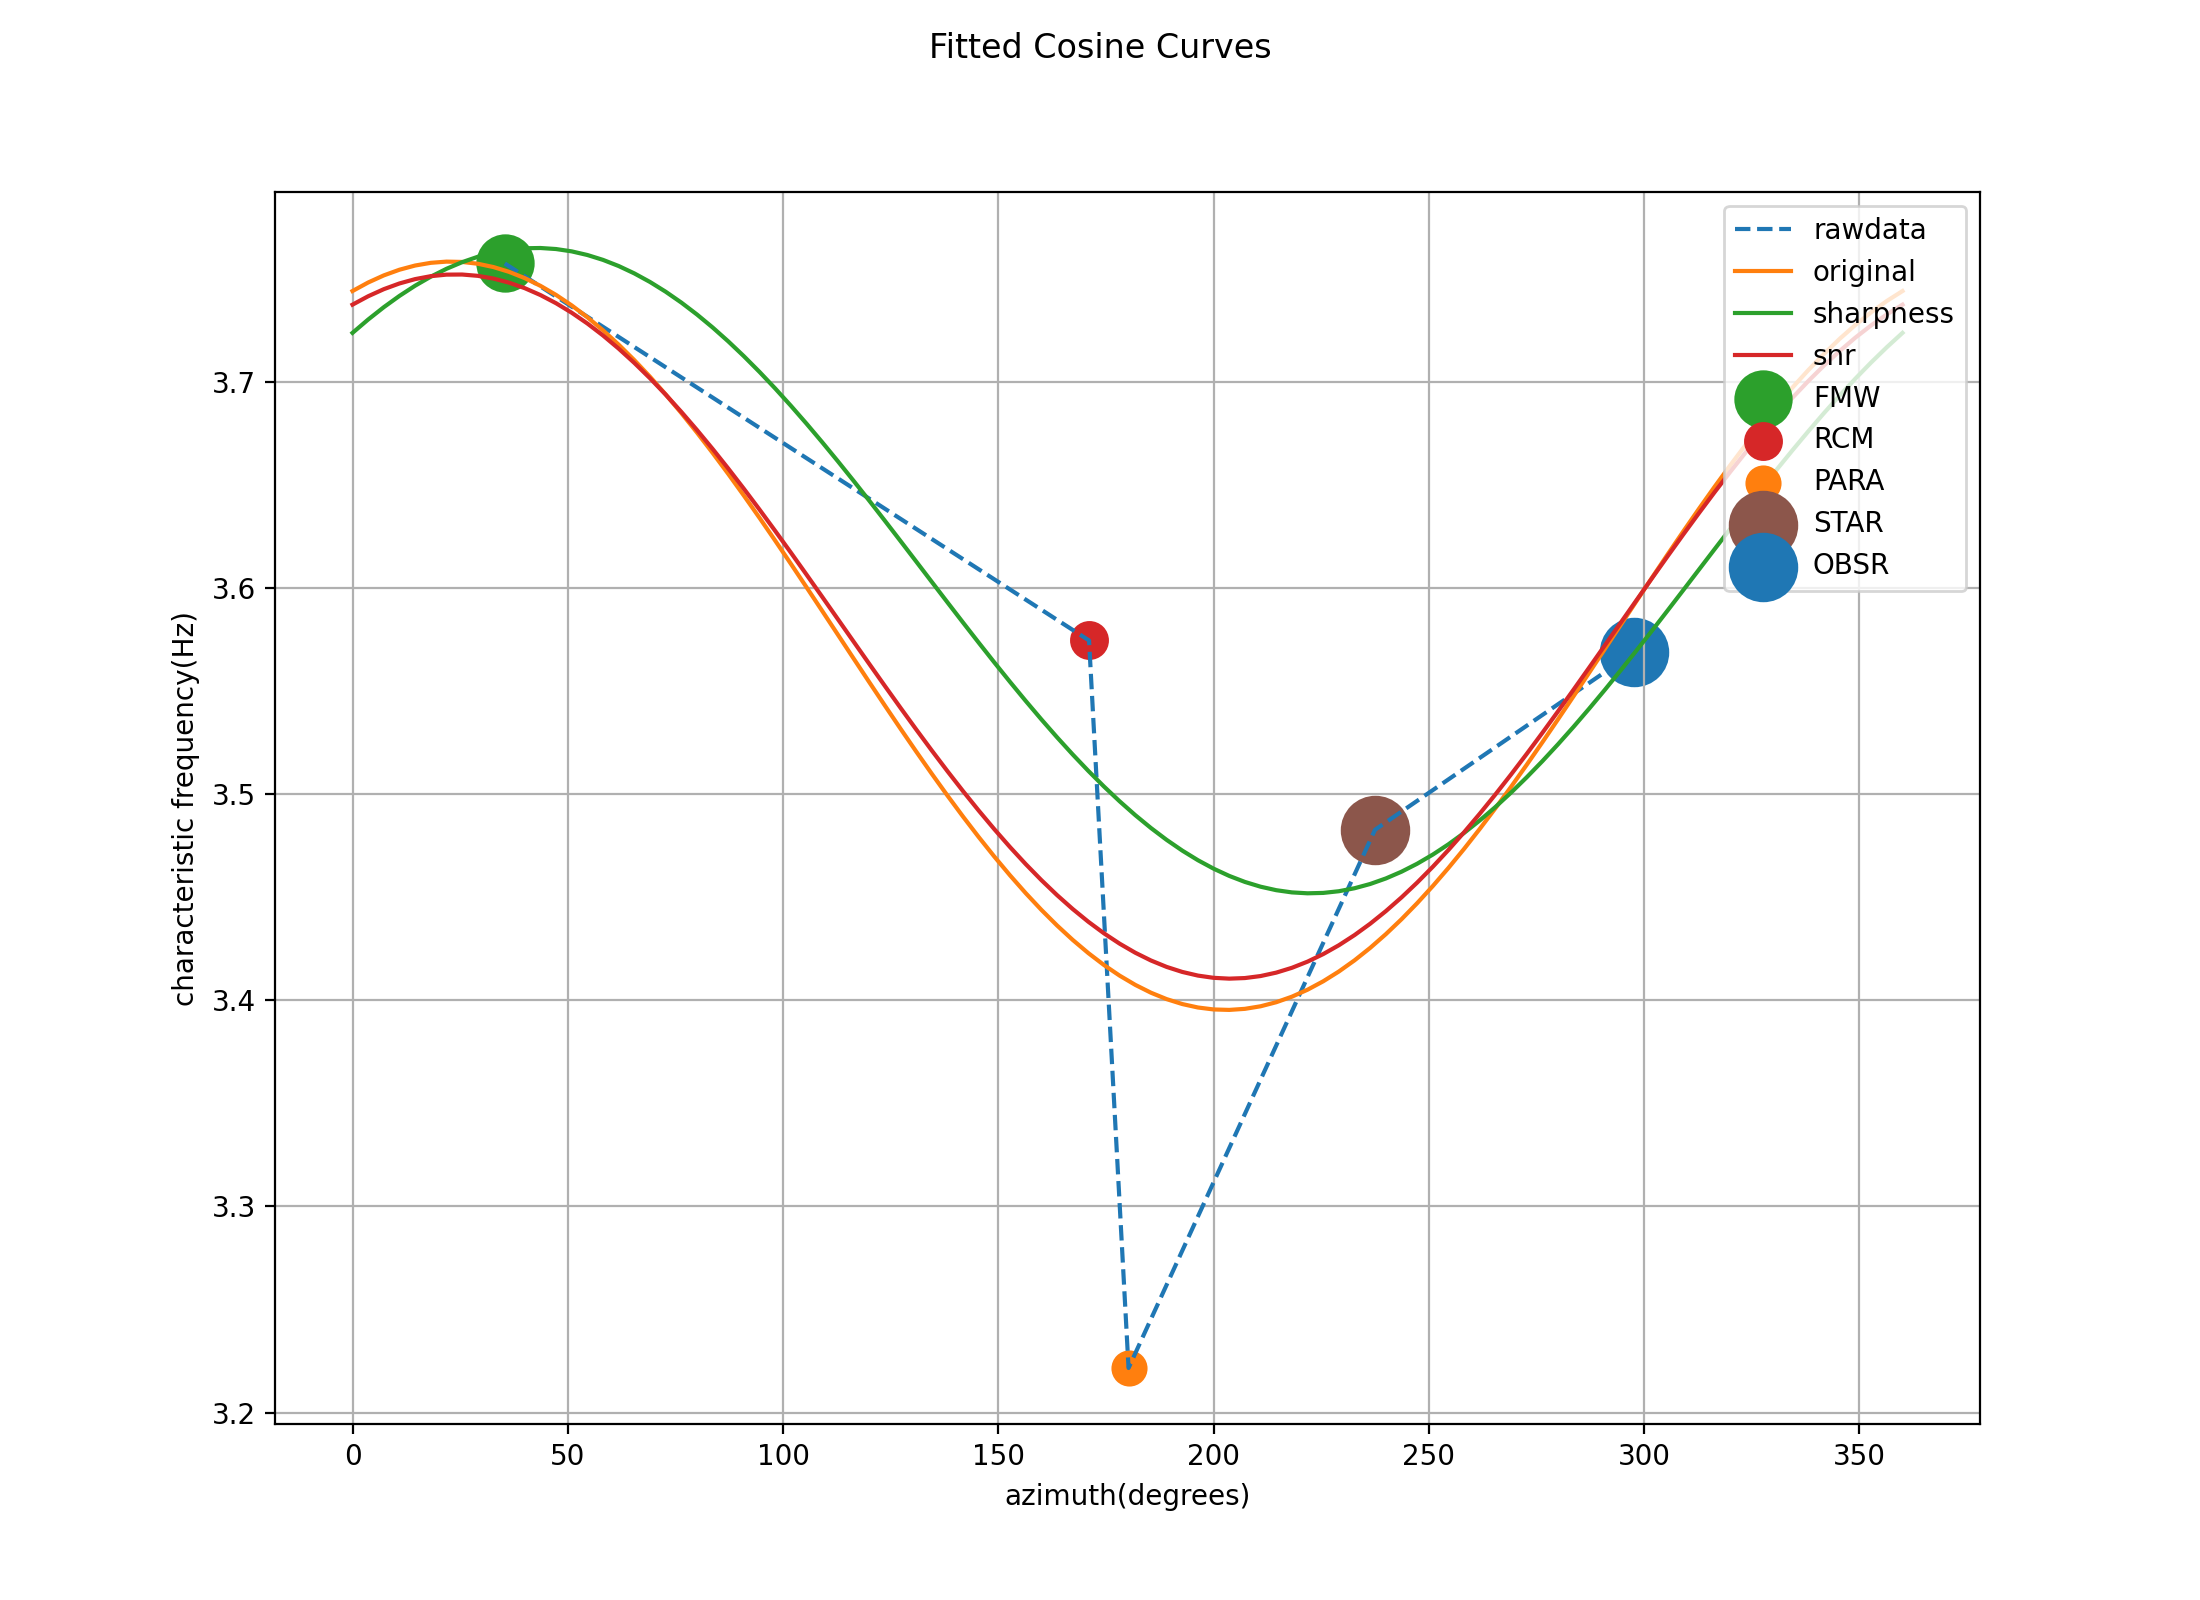 Fitted Cosine Curves
rawdata
original
sharpness
snr
FMW
RCM
PARA
STAR
OBSR
characteristic frequency(Hz)
3.7
3.6
3.5
3.4
3.3
3.2
0 50 100 150 200 250 300 350
azimuth(degrees)